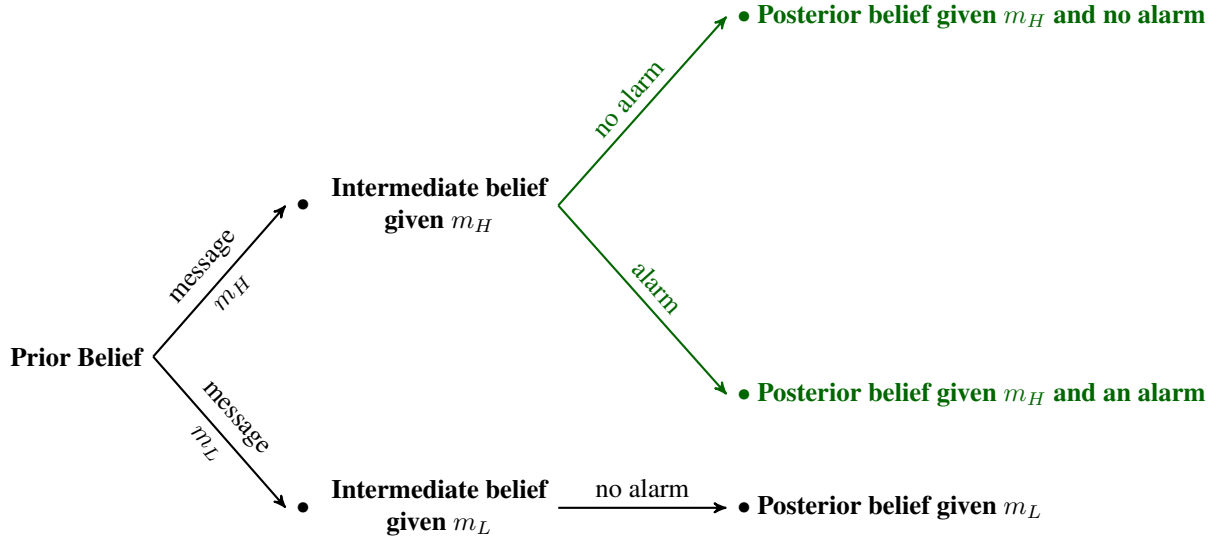 Posterior belief given m_H and no alarm
no alarm
Intermediate belief
given m_H
message
m_H
alarm
Prior Belief
message
m_L
Posterior belief given m_H and an alarm
Intermediate belief
given m_L
no alarm
Posterior belief given m_L